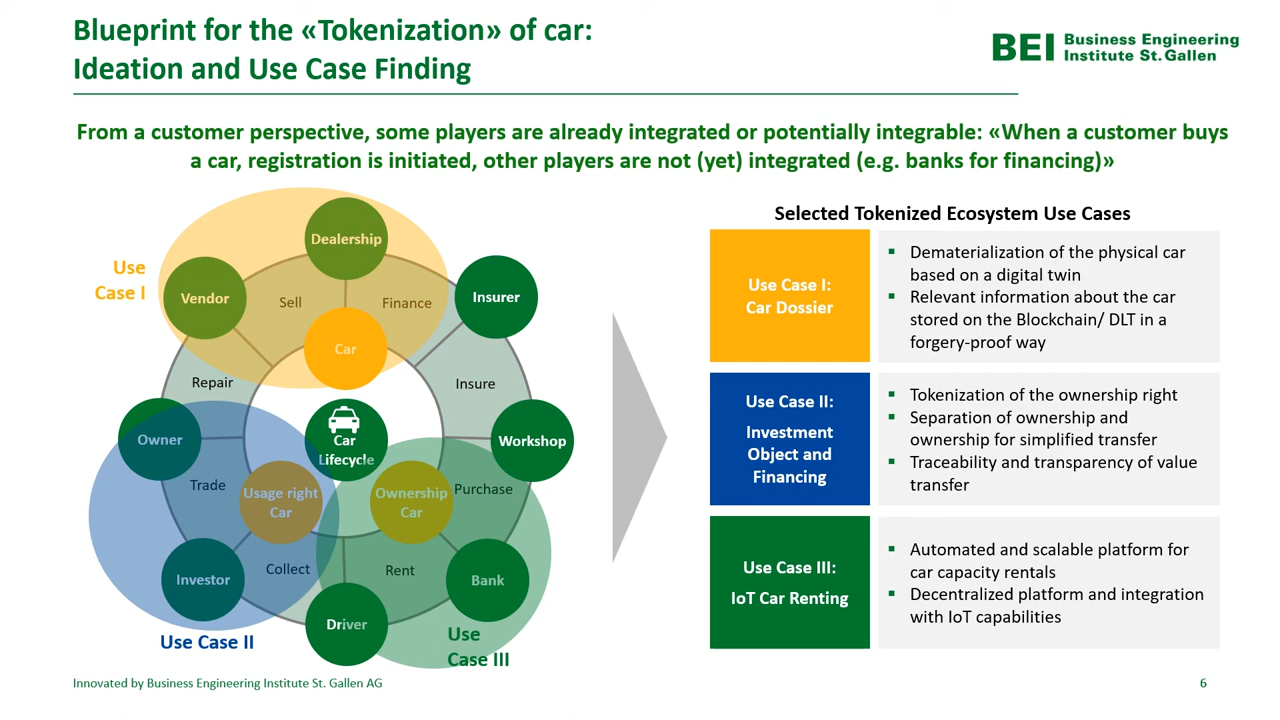 Blueprint for the «Tokenization» of car:
Ideation and Use Case Finding
BEI Business Engineering
Institute St. Gallen
From a customer perspective, some players are already integrated or potentially integrable: «When a customer buys
a car, registration is initiated, other players are not (yet) integrated (e.g. banks for financing)»
Use
Case I
Dealership
Vendor
Sell
Finance
Insurer
Car
Repair
Insure
Owner
Car
Lifecycle
Workshop
Trade
Usage right
Car
Ownership
Car
Purchase
Investor
Collect
Rent
Bank
Driver
Use Case II
Use
Case III
Selected Tokenized Ecosystem Use Cases
Use Case I:
Car Dossier
▪ Dematerialization of the physical car
based on a digital twin
▪ Relevant information about the car
stored on the Blockchain/ DLT in a
forgery-proof way
Use Case II:
Investment
Object and
Financing
▪ Tokenization of the ownership right
▪ Separation of ownership and
ownership for simplified transfer
▪ Traceability and transparency of value
transfer
Use Case III:
IoT Car Renting
▪ Automated and scalable platform for
car capacity rentals
▪ Decentralized platform and integration
with IoT capabilities
Innovated by Business Engineering Institute St. Gallen AG
6